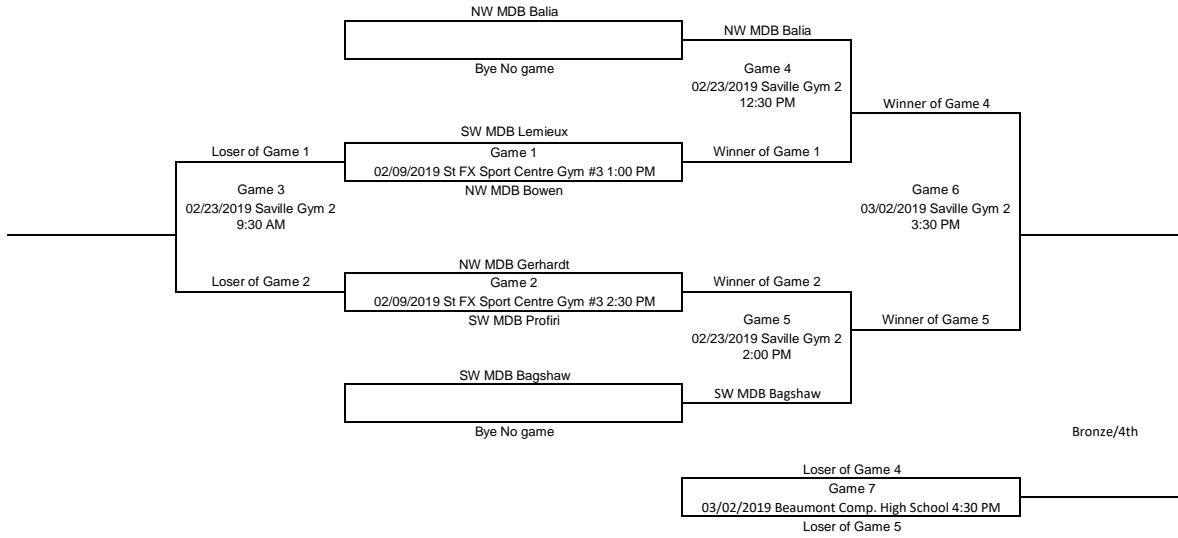 NW MDB Balia
NW MDB Balia
Bye No game
Game 4
02/23/2019 Saville Gym 2
12:30 PM
Winner of Game 4
SW MDB Lemieux
Loser of Game 1
Game 1
Winner of Game 1
02/09/2019 St FX Sport Centre Gym #3 1:00 PM
NW MDB Bowen
Game 3
02/23/2019 Saville Gym 2
9:30 AM
Game 6
03/02/2019 Saville Gym 2
3:30 PM
NW MDB Gerhardt
Loser of Game 2
Game 2
Winner of Game 2
02/09/2019 St FX Sport Centre Gym #3 2:30 PM
SW MDB Profiri
Game 5
02/23/2019 Saville Gym 2
2:00 PM
Winner of Game 5
SW MDB Bagshaw
SW MDB Bagshaw
Bye No game
Bronze/4th
Loser of Game 4
Game 7
03/02/2019 Beaumont Comp. High School 4:30 PM
Loser of Game 5